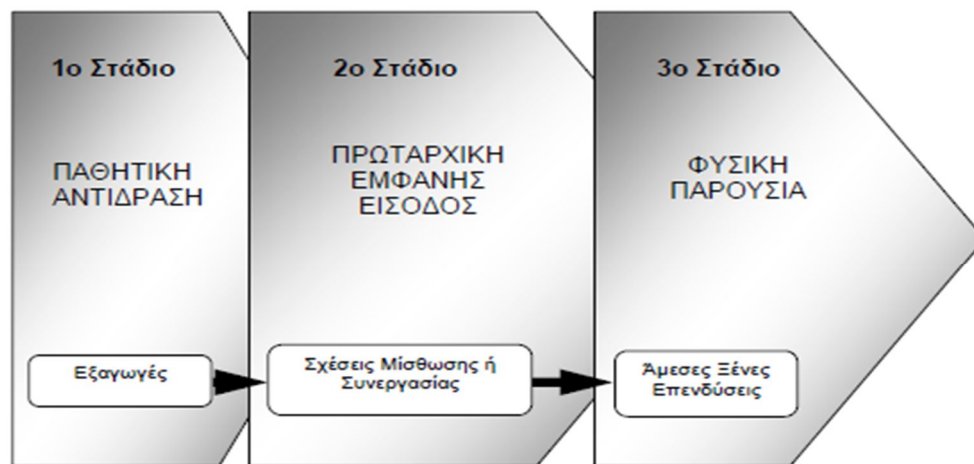 1ο Στάδιο
ΠΑΘΗΤΙΚΗ
ΑΝΤΙΔΡΑΣΗ
Εξαγωγές
2ο Στάδιο
ΠΡΩΤΑΡΧΙΚΗ
ΕΜΦΑΝΗΣ
ΕΙΣΟΔΟΣ
Σχέσεις Μίσθωσης ή
Συνεργασίας
3ο Στάδιο
ΦΥΣΙΚΗ
ΠΑΡΟΥΣΙΑ
Άμεσες Ξένες
Επενδύσεις